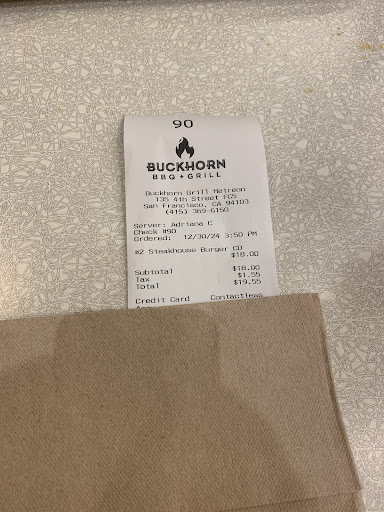 90
BUCKHORN
BBQ + GRILL
Buckhorn Grill Metreon
135 4th Street FC5
San Francisco, CA 94103
(415) 369-6150
Server: Adriana C
Check #90
Ordered: 12/30/24 3:50 PM
#2 Steakhouse Burger CO
$18.00
Subtotal $18.00
Tax $1.55
Total $19.55
Credit Card Contactless